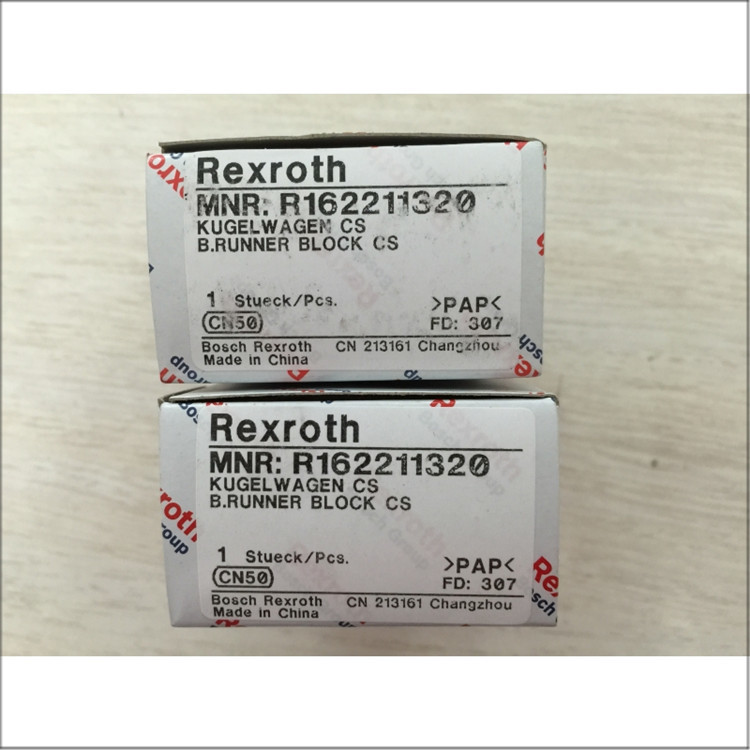 Rexroth
MNR: R162211320
KUGELWAGEN CS
B.RUNNER BLOCK CS
1 Stueck/Pcs. >PAP<
CN50 FD: 307
Bosch Rexroth CN 213161 Changzhou
Made in China
Rexroth
MNR: R162211320
KUGELWAGEN CS
B.RUNNER BLOCK CS
1 Stueck/Pcs. >PAP<
CN50 FD: 307
Bosch Rexroth CN 213161 Changzhou
Made in China